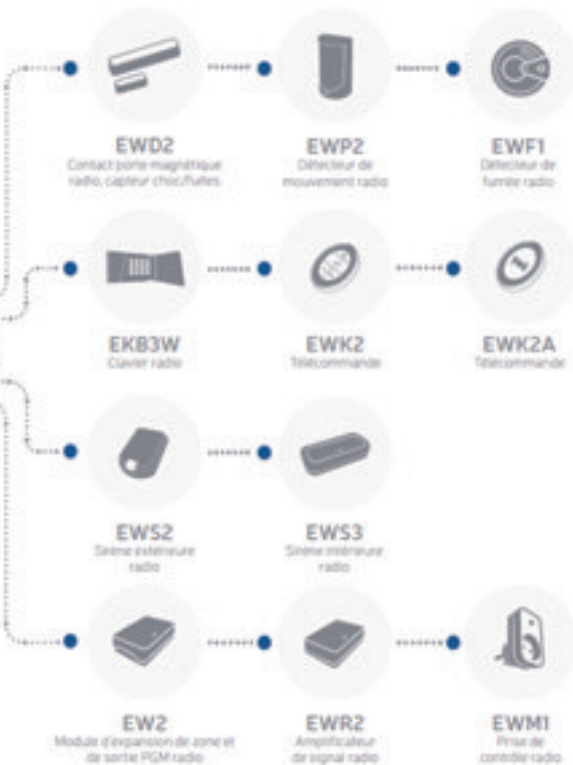 EWD2
Contact porte magnétique
radio, capteur choc/fuites
EWP2
Détecteur de
mouvement radio
EWF1
Détecteur de
fumée radio
EKB3W
Clavier radio
EWK2
Télécommande
EWK2A
Télécommande
EWS2
Sirène extérieure
radio
EWS3
Sirène intérieure
radio
EW2
Module d'expansion de zone et
de sortie PGM radio
EWR2
Amplificateur
de signal radio
EWM1
Prise de
contrôle radio